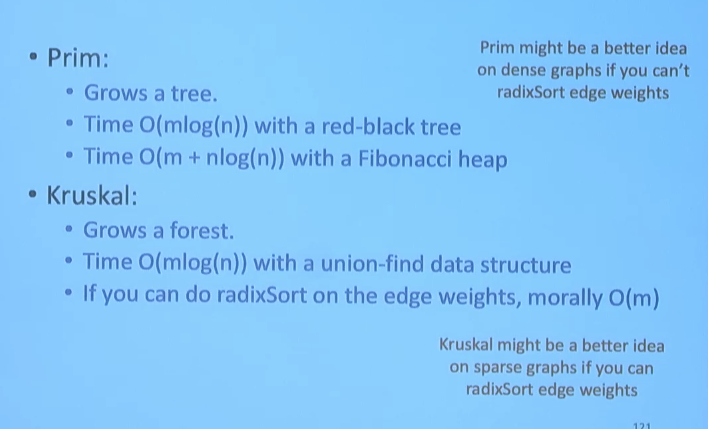 • Prim:
• Grows a tree.
• Time O(mlog(n)) with a red-black tree
• Time O(m + nlog(n)) with a Fibonacci heap
Prim might be a better idea
on dense graphs if you can't
radixSort edge weights
• Kruskal:
• Grows a forest.
• Time O(mlog(n)) with a union-find data structure
• If you can do radixSort on the edge weights, morally O(m)
Kruskal might be a better idea
on sparse graphs if you can
radixSort edge weights
121